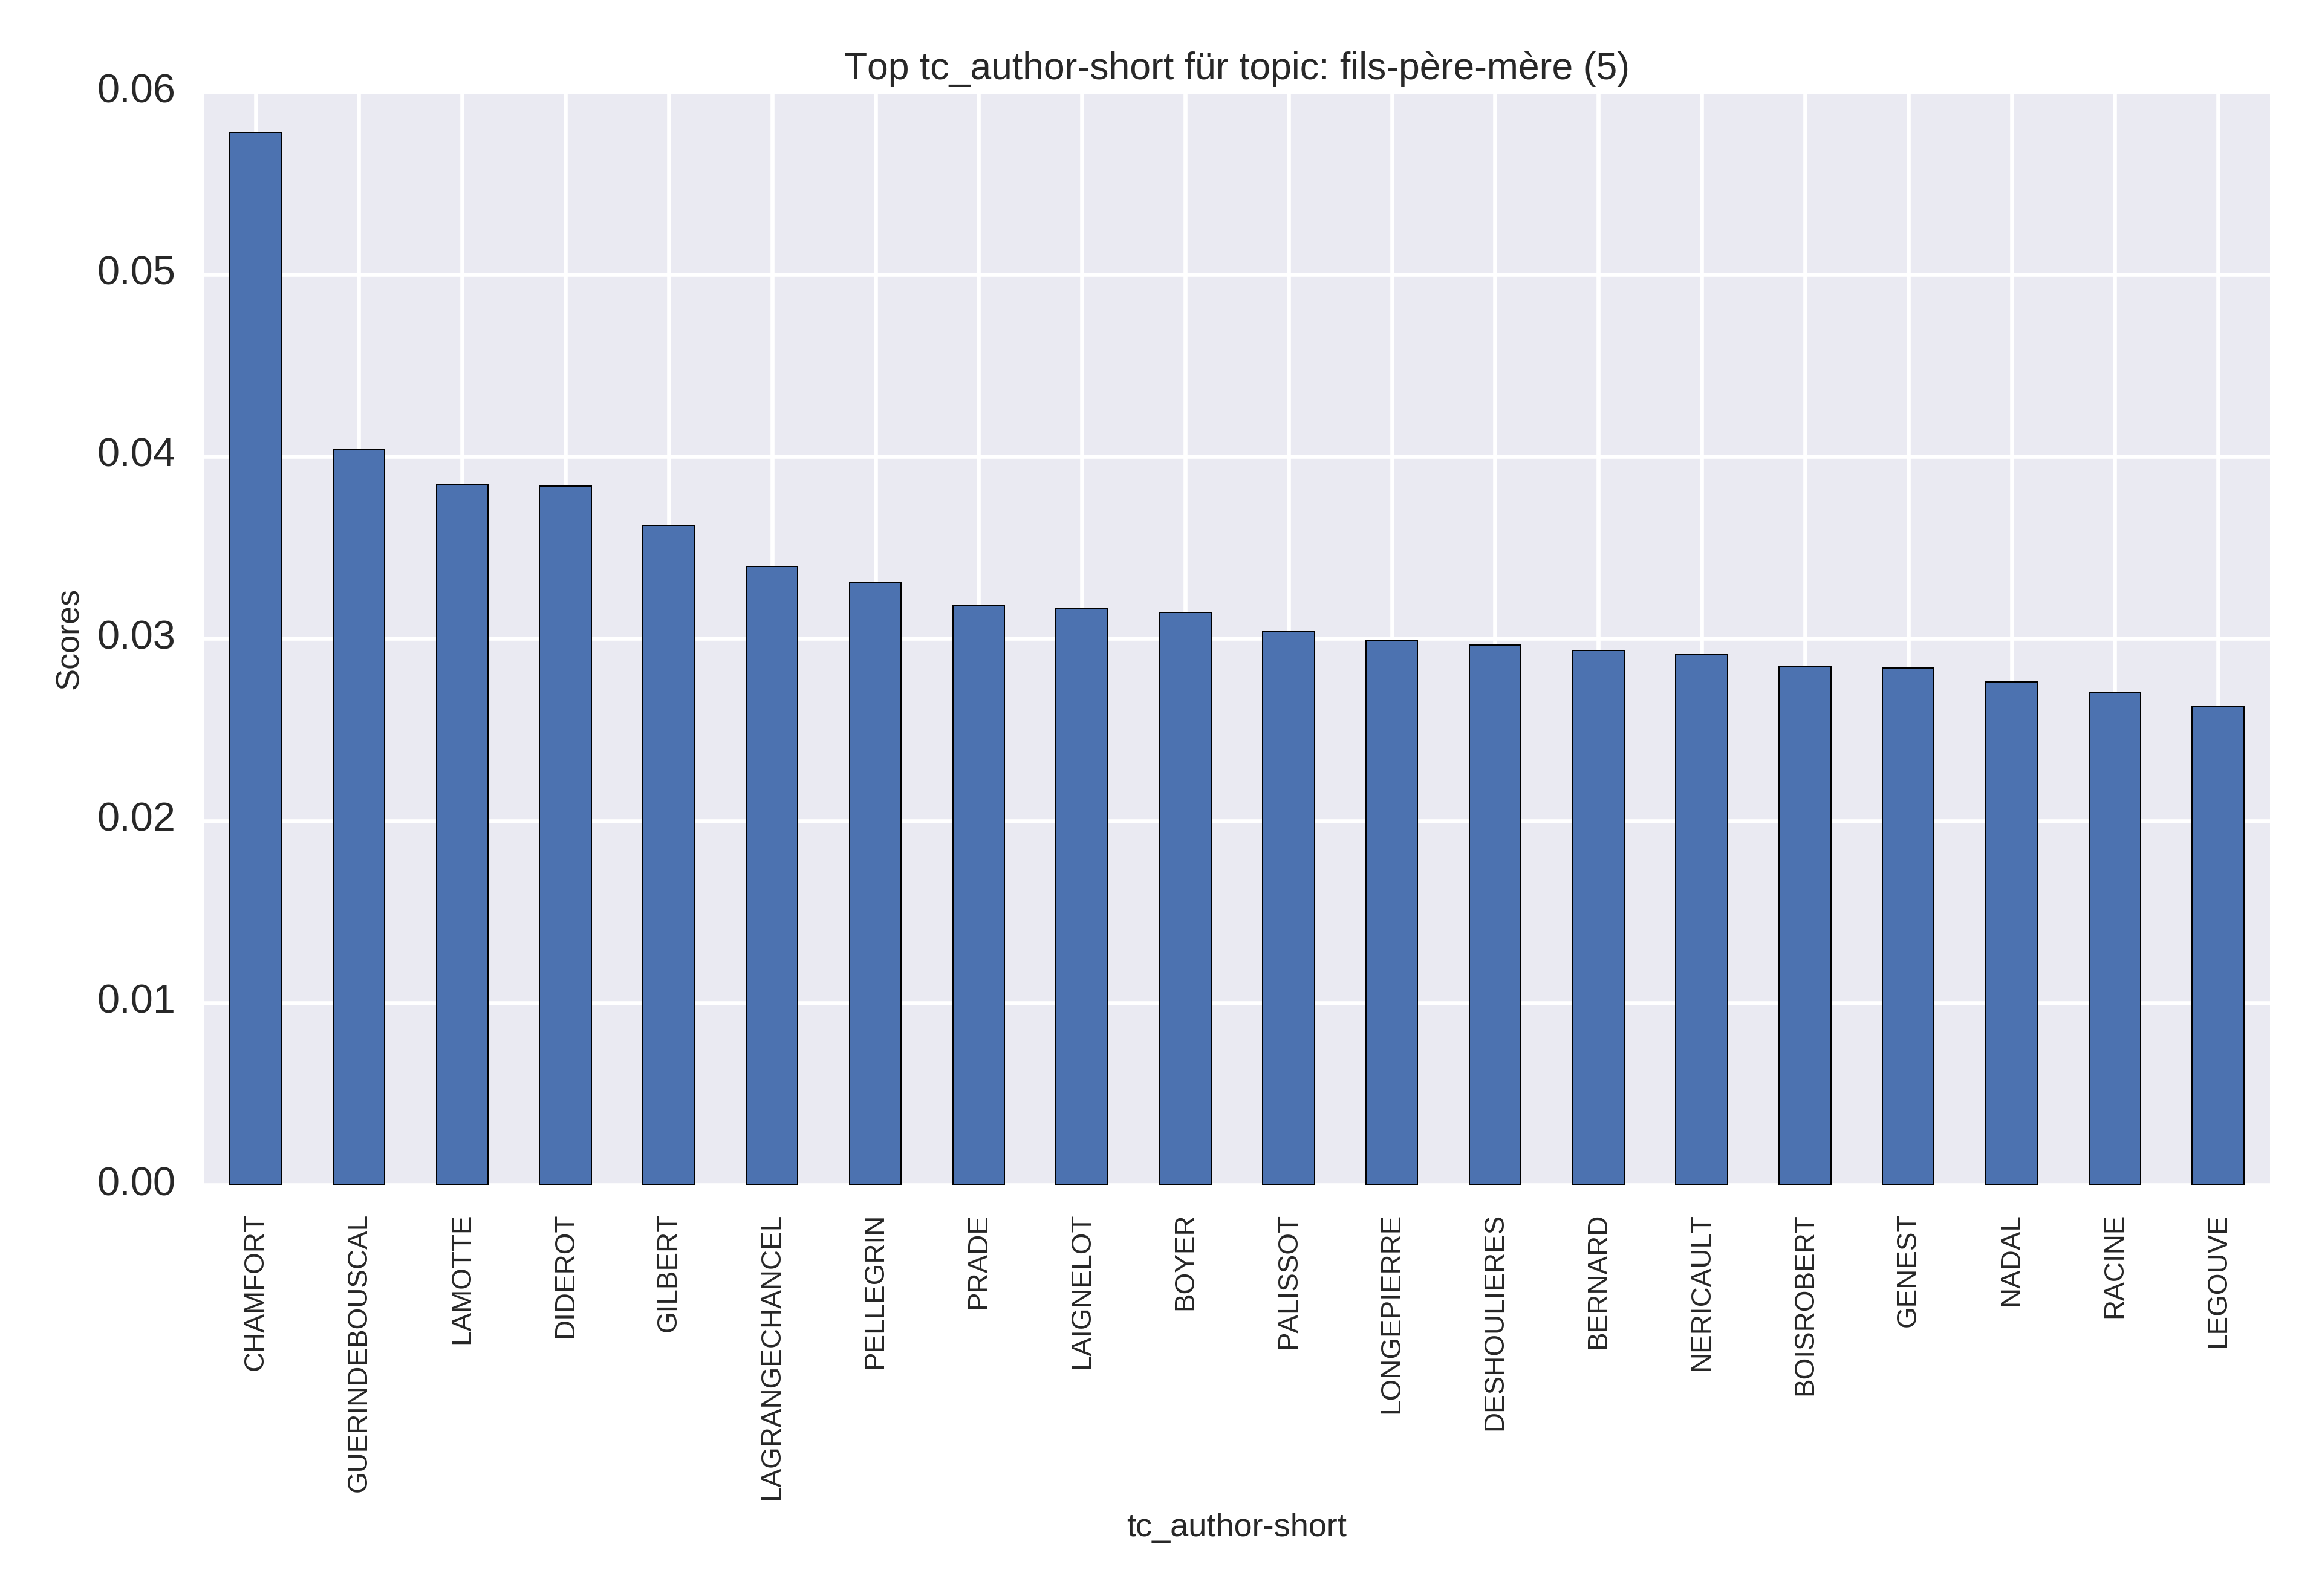 Top tc_author-short für topic: fils-père-mère (5)
0.06
0.05
0.04
0.03
0.02
0.01
0.00
Scores
CHAMFORT
GUERINDEBOUSCAL
LAMOTTE
DIDEROT
GILBERT
LAGRANGECHANCEL
PELLEGRIN
PRADE
LAIGNELOT
BOYER
PALISSOT
LONGEPIERRE
DESHOULIERES
BERNARD
NERICAULT
BOISROBERT
GENEST
NADAL
RACINE
LEGOUVE
tc_author-short